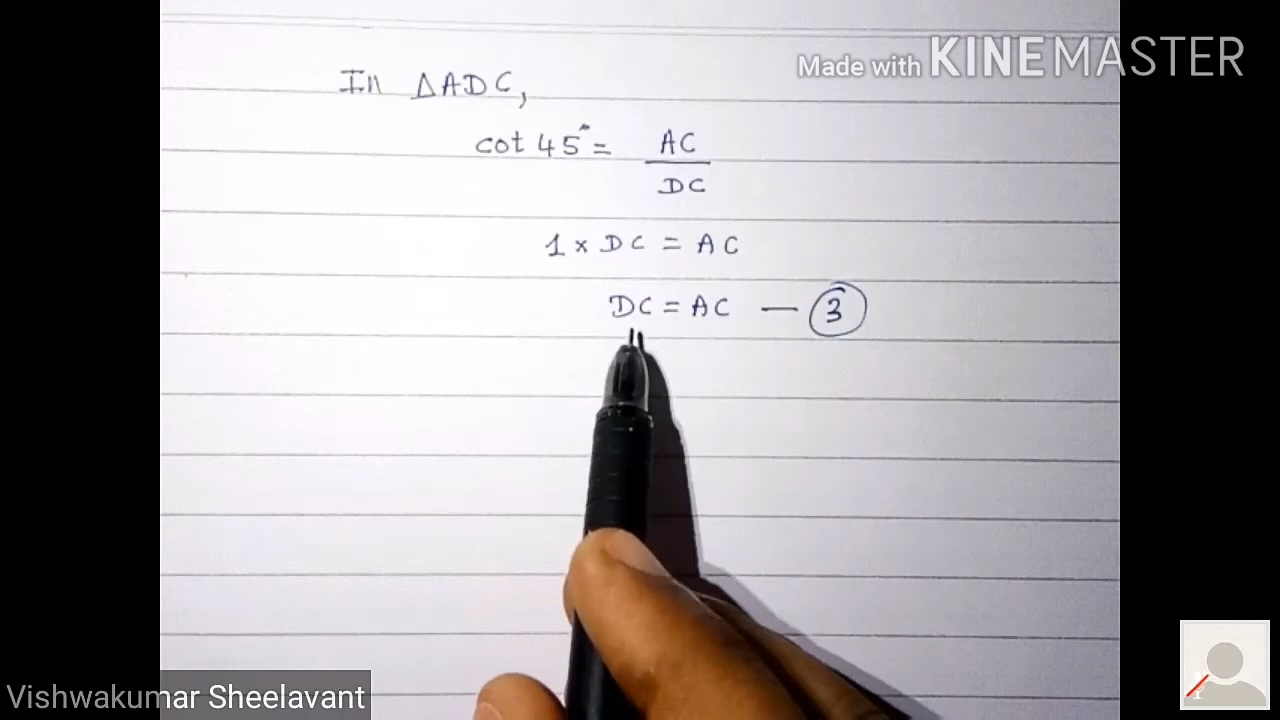 Made with KINEMASTER
In ΔADC,
cot 45° = AC
DC
1 × DC = AC
DC = AC — 3
Vishwakumar Sheelavant